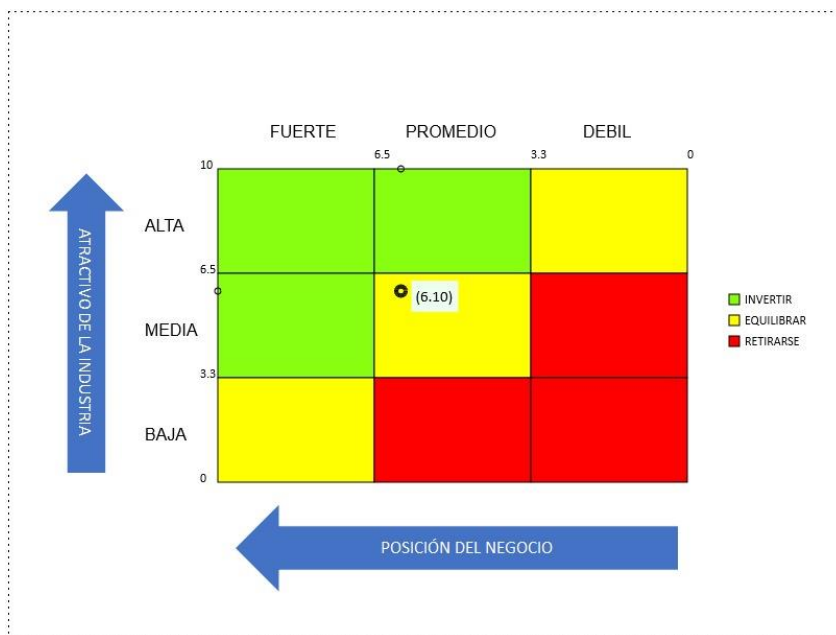 FUERTE PROMEDIO DEBIL
10 6.5 3.3 0
ALTA
6.5
(6.10)
MEDIA
3.3
BAJA
0
ATRACTIVO DE LA INDUSTRIA
INVERTIR
EQUILIBRAR
RETIRARSE
POSICIÓN DEL NEGOCIO